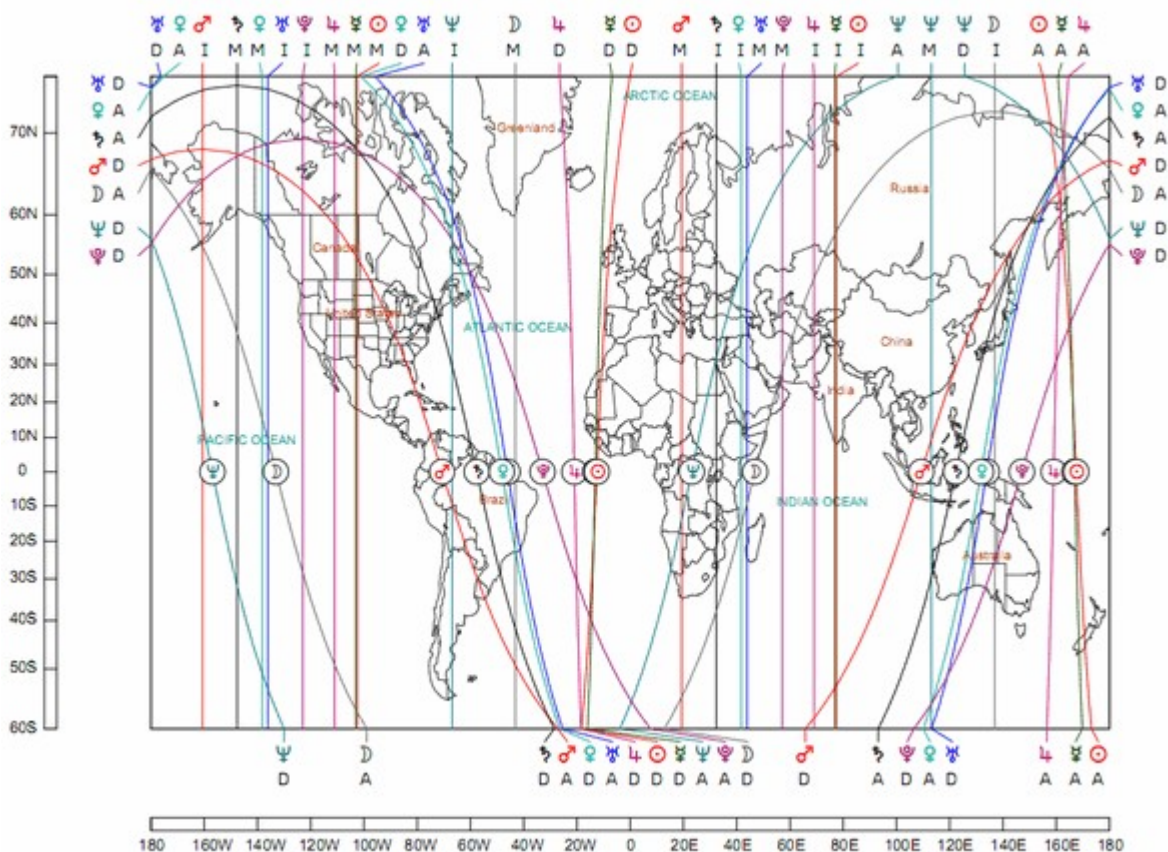 ♅ ♀ ♂ ♄ ♀ ♅ ♇ ♃ ☿ ☉ ♀ ♅ ♆ ☽ ♃ ☿ ☉ ♂ ♄ ♀ ♅ ♇ ♃ ☿ ☉ ♆ ♆ ♆ ☽ ☉ ☿ ♃
D A I M M I I M M M D A I M D D D M I I M M I I I A M D I A A A
♅ D
♀ A
♄ A
♂ D
☽ A
♆ D
♇ D
♅ D
♀ A
♄ A
♂ D
☽ A
♆ D
♇ D
70N
60N
50N
40N
30N
20N
10N
0
10S
20S
30S
40S
50S
60S
ARCTIC OCEAN
Greenland
Russia
Canada
United States
ATLANTIC OCEAN
China
India
PACIFIC OCEAN
Brazil
INDIAN OCEAN
Australia
♆ ☽ ♂ ♄ ♀ ♇ ♃ ☉ ♆ ☽ ♂ ♄ ♀ ♇ ♃ ☉
♆ ☽ ♄ ♂ ♀ ♅ ♃ ☉ ☿ ♆ ♇ ☽ ♂ ♄ ♇ ♀ ♅ ♃ ☿ ☉
D A D A D D D D D A A D D A D A D A A A
180 160W 140W 120W 100W 80W 60W 40W 20W 0 20E 40E 60E 80E 100E 120E 140E 160E 180